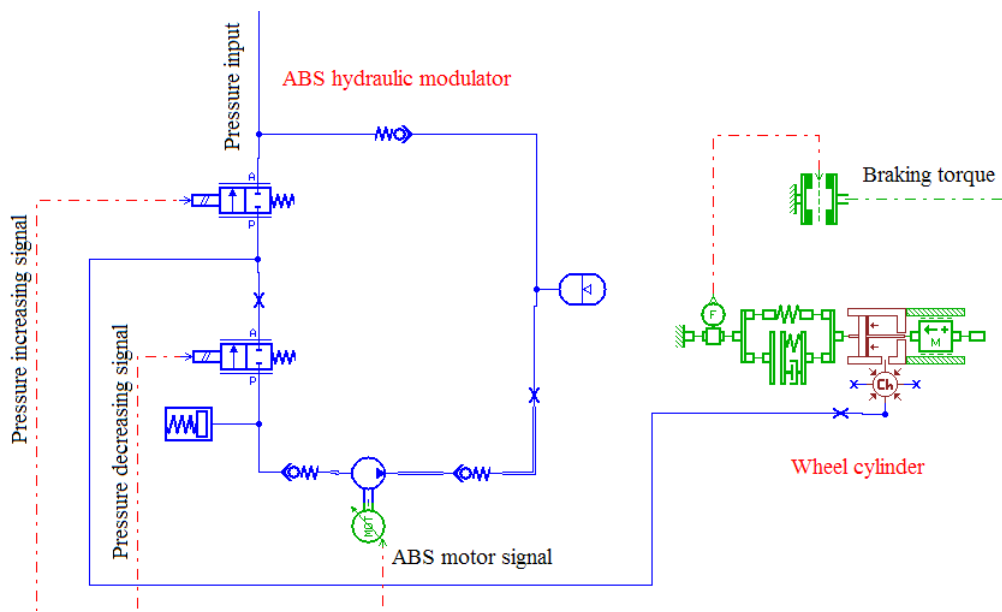 Pressure input
ABS hydraulic modulator
A
P
Braking torque
Pressure increasing signal
F
M
Ch
A
P
Pressure decreasing signal
Wheel cylinder
MOT
ABS motor signal